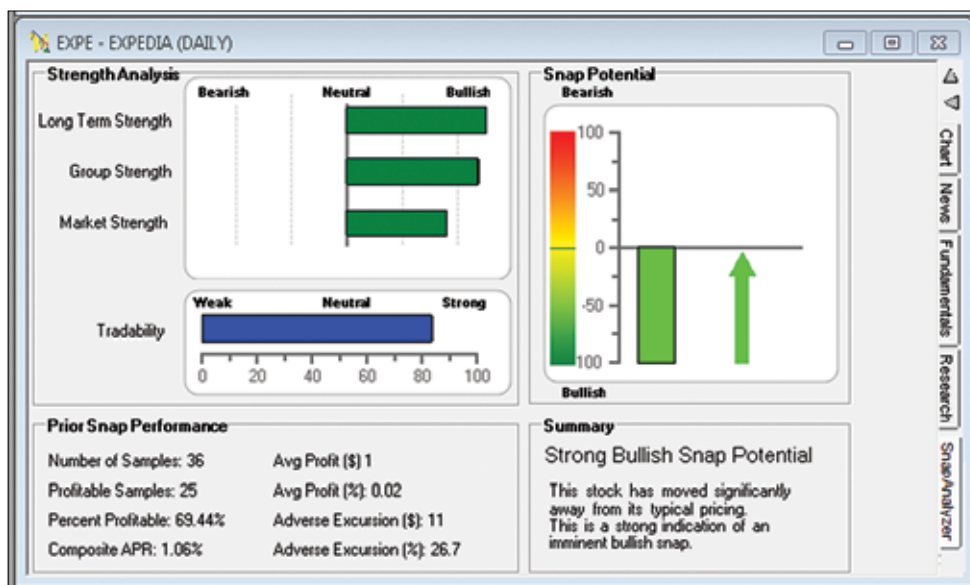 EXPE - EXPEDIA (DAILY)
Strength Analysis
Bearish Neutral Bullish
Long Term Strength
Group Strength
Market Strength
Weak Neutral Strong
Tradability
0 20 40 60 80 100
Snap Potential
Bearish
100
50
0
-50
100
Bullish
Prior Snap Performance
Number of Samples: 36
Profitable Samples: 25
Percent Profitable: 69.44%
Composite APR: 1.06%
Avg Profit ($) 1
Avg Profit (%): 0.02
Adverse Excursion ($): 11
Adverse Excursion (%): 26.7
Summary
Strong Bullish Snap Potential
This stock has moved significantly
away from its typical pricing.
This is a strong indication of an
imminent bullish snap.
Chart
News
Fundamentals
Research
SnapAnalyzer